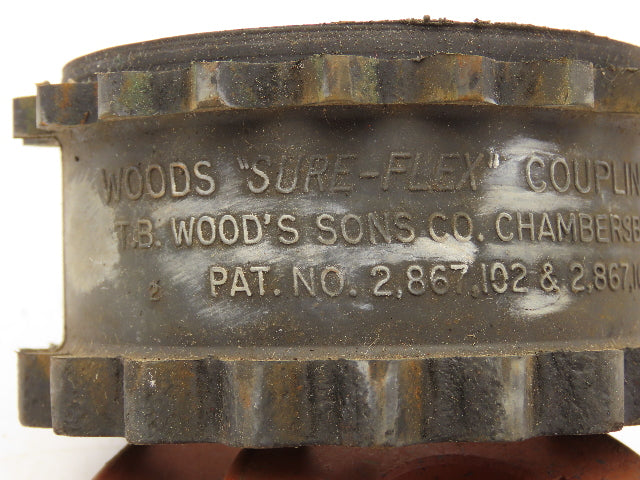 WOODS "SURE-FLEX" COUPLIN
T.B. WOOD'S SONS CO. CHAMBERSB
PAT. NO. 2,867,102 & 2,867,1
2